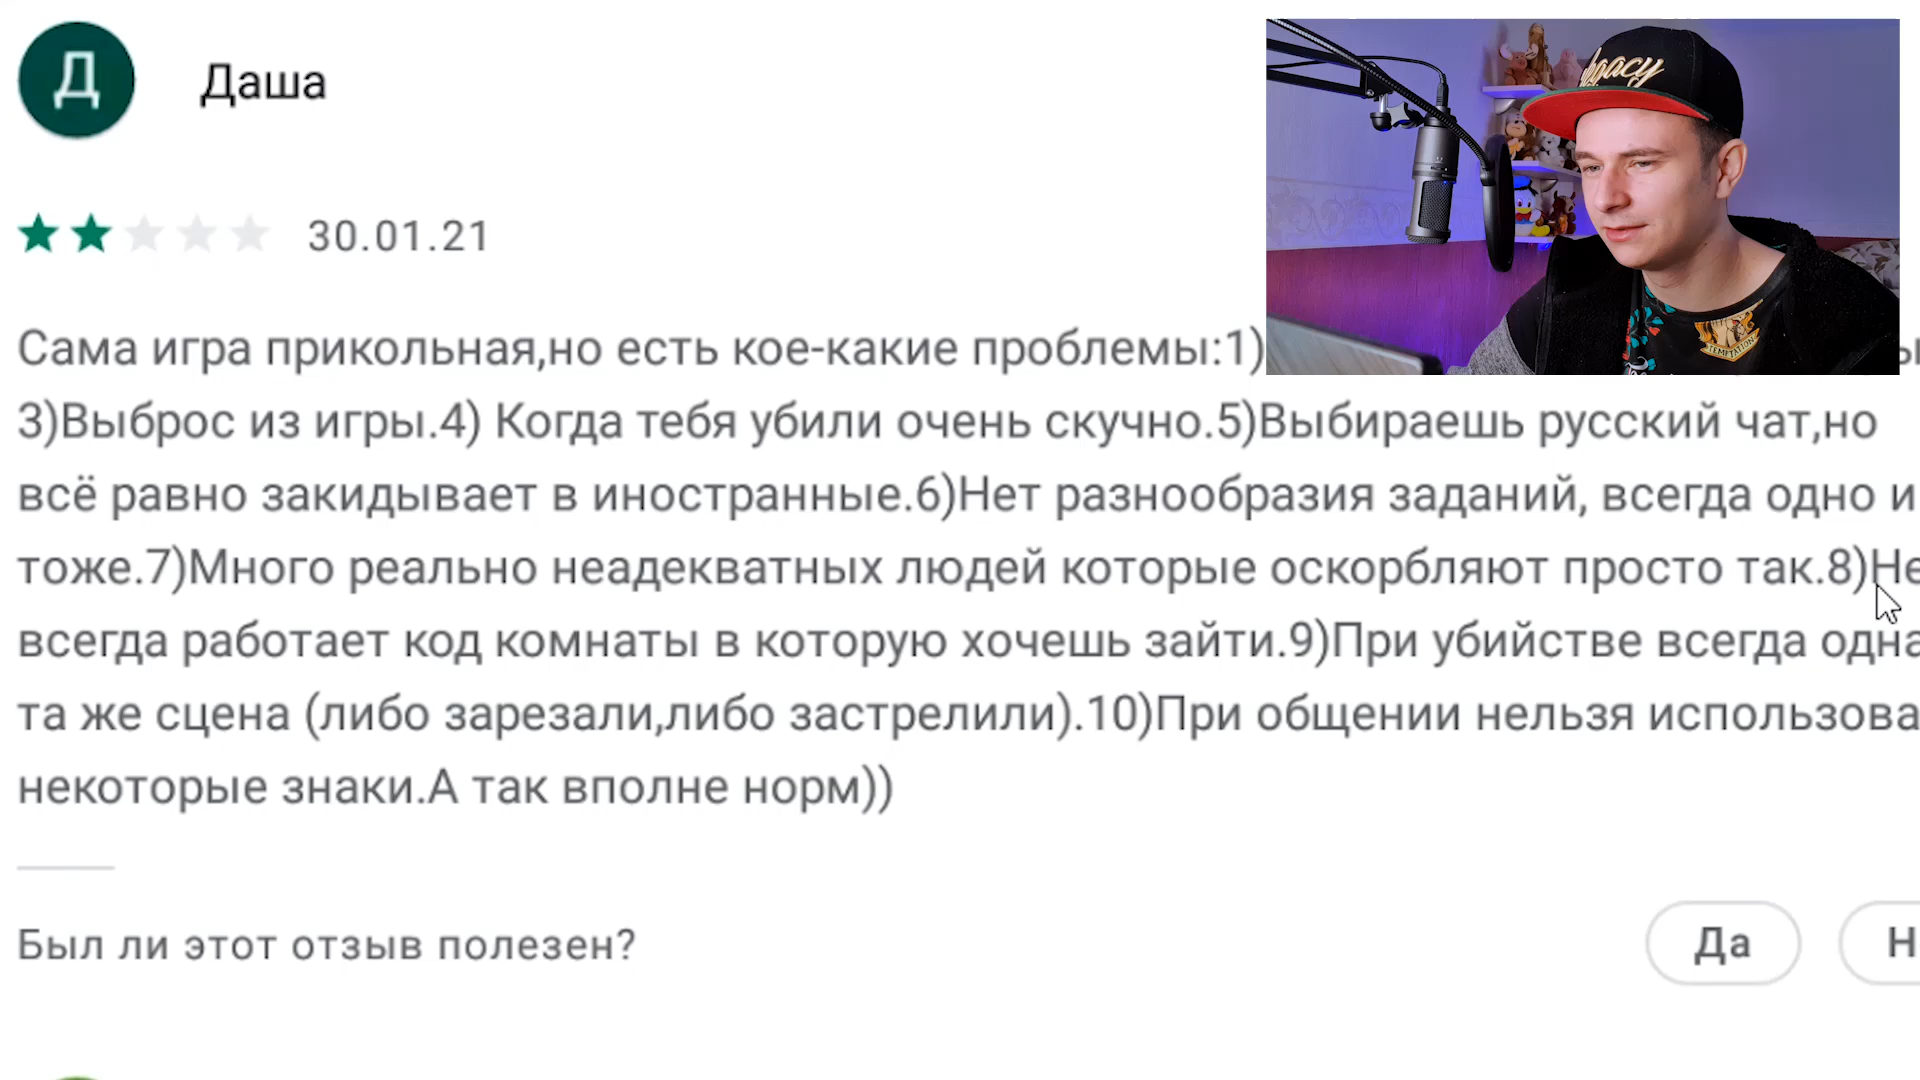 Д
Даша
30.01.21
Сама игра прикольная,но есть кое-какие проблемы:1)
3)Выброс из игры.4) Когда тебя убили очень скучно.5)Выбираешь русский чат,но
всё равно закидывает в иностранные.6)Нет разнообразия заданий, всегда одно и
тоже.7)Много реально неадекватных людей которые оскорбляют просто так.8)Не
всегда работает код комнаты в которую хочешь зайти.9)При убийстве всегда одна
та же сцена (либо зарезали,либо застрелили).10)При общении нельзя использова
некоторые знаки.А так вполне норм))
Был ли этот отзыв полезен?
Да
Н
TEMPTATION